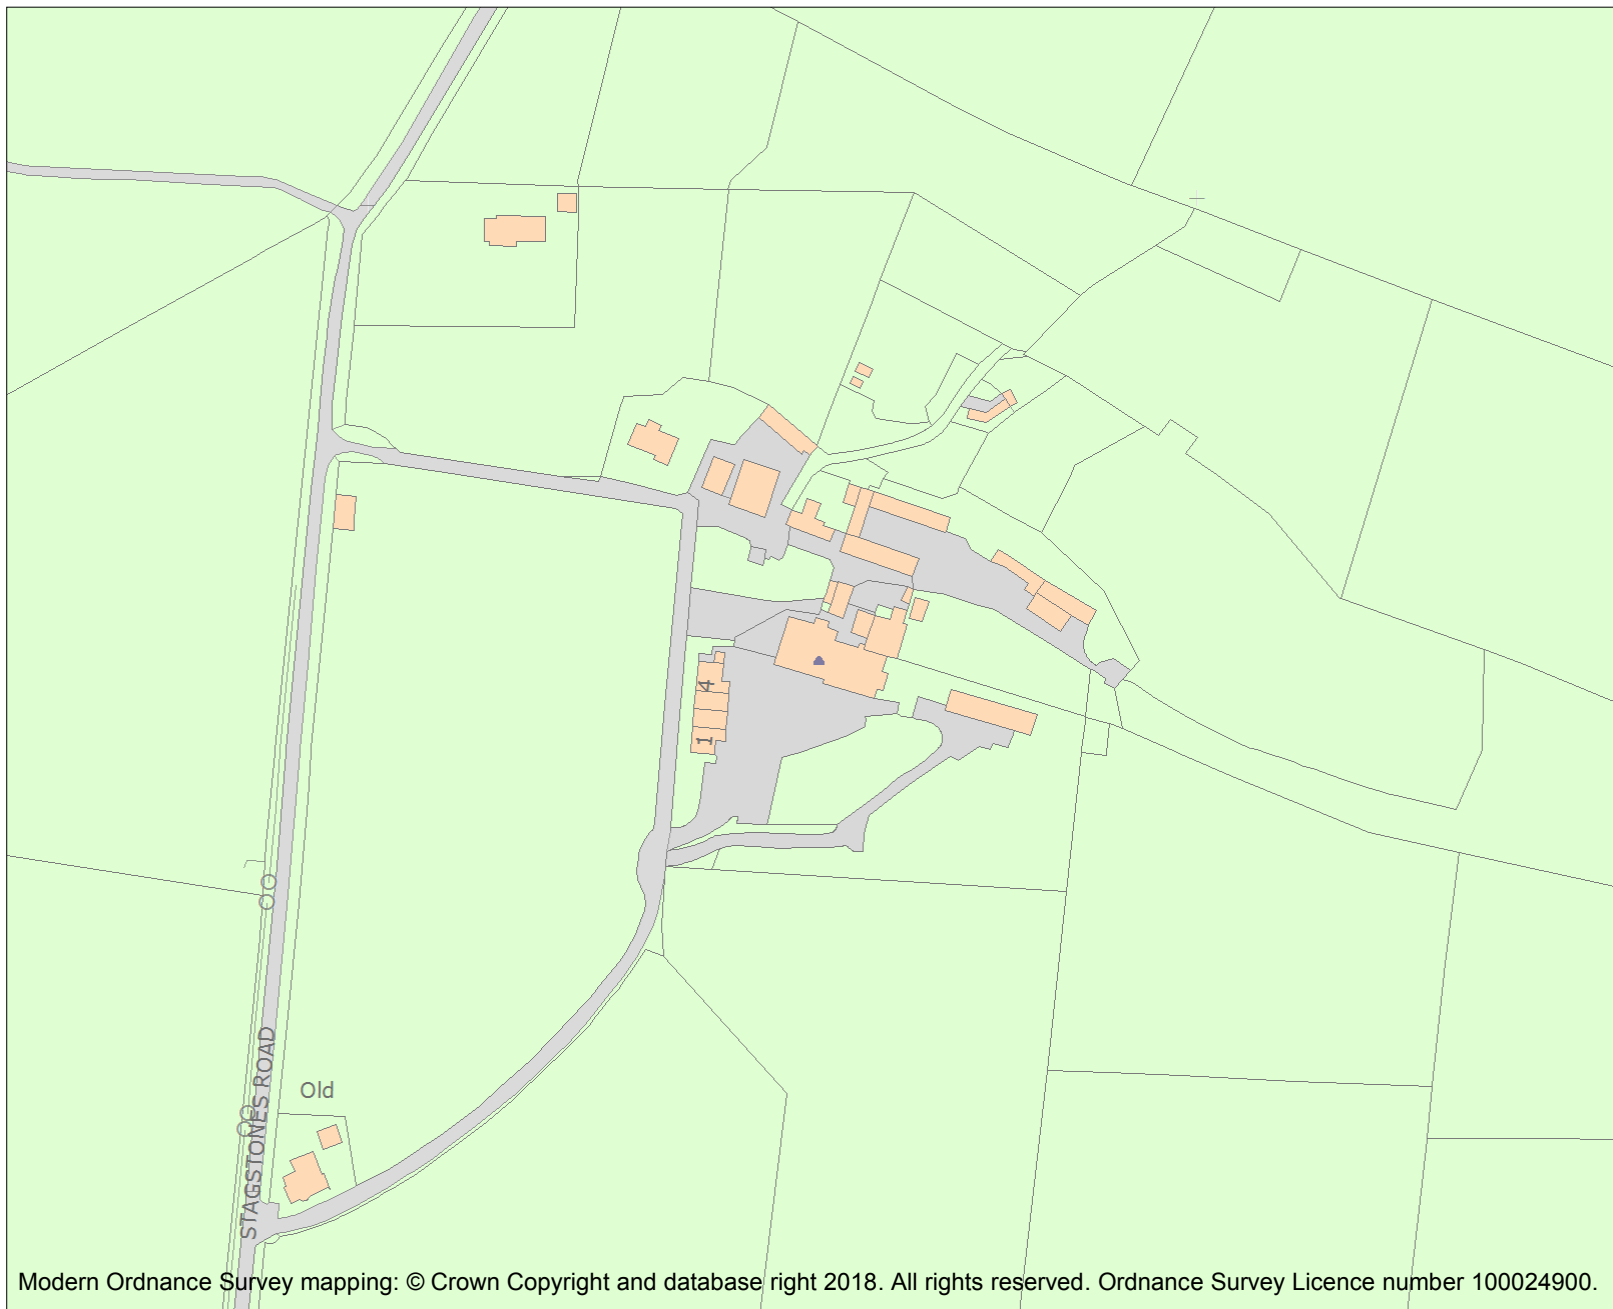 4
1
Old
STAGSTONES ROAD
Modern Ordnance Survey mapping: © Crown Copyright and database right 2018. All rights reserved. Ordnance Survey Licence number 100024900.